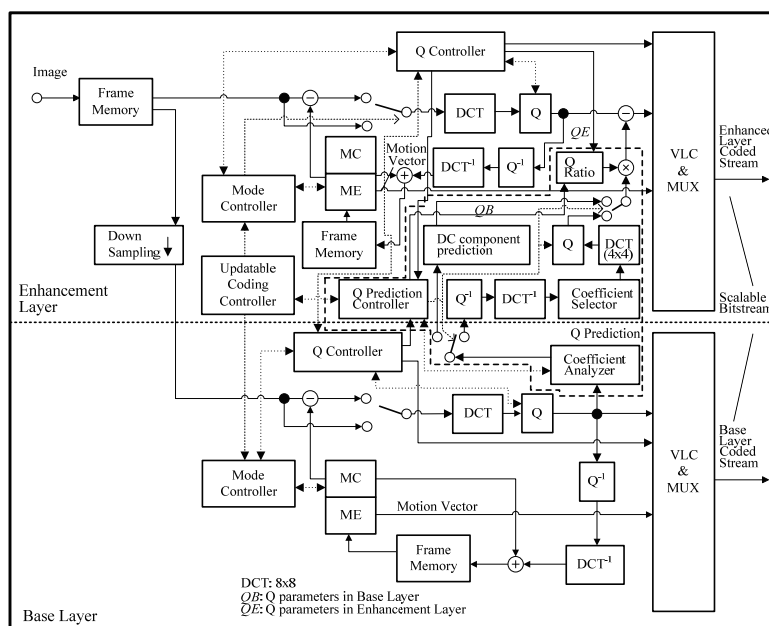 Image
Frame
Memory
Q Controller
DCT
Q
QE
VLC
&
MUX
Enhanced
Layer
Coded
Stream
MC
ME
Motion
Vector
DCT-1
Q-1
Q
Ratio
Mode
Controller
Frame
Memory
QB
DC component
prediction
Q
DCT
(4x4)
Down
Sampling
Updatable
Coding
Controller
Q Prediction
Controller
Q-1
DCT-1
Coefficient
Selector
Enhancement
Layer
Scalable
Bitstream
Q Prediction
Q Controller
Coefficient
Analyzer
DCT
Q
VLC
&
MUX
Base
Layer
Coded
Stream
Mode
Controller
MC
ME
Motion Vector
Q-1
Frame
Memory
DCT-1
DCT: 8x8
QB: Q parameters in Base Layer
QE: Q parameters in Enhancement Layer
Base Layer